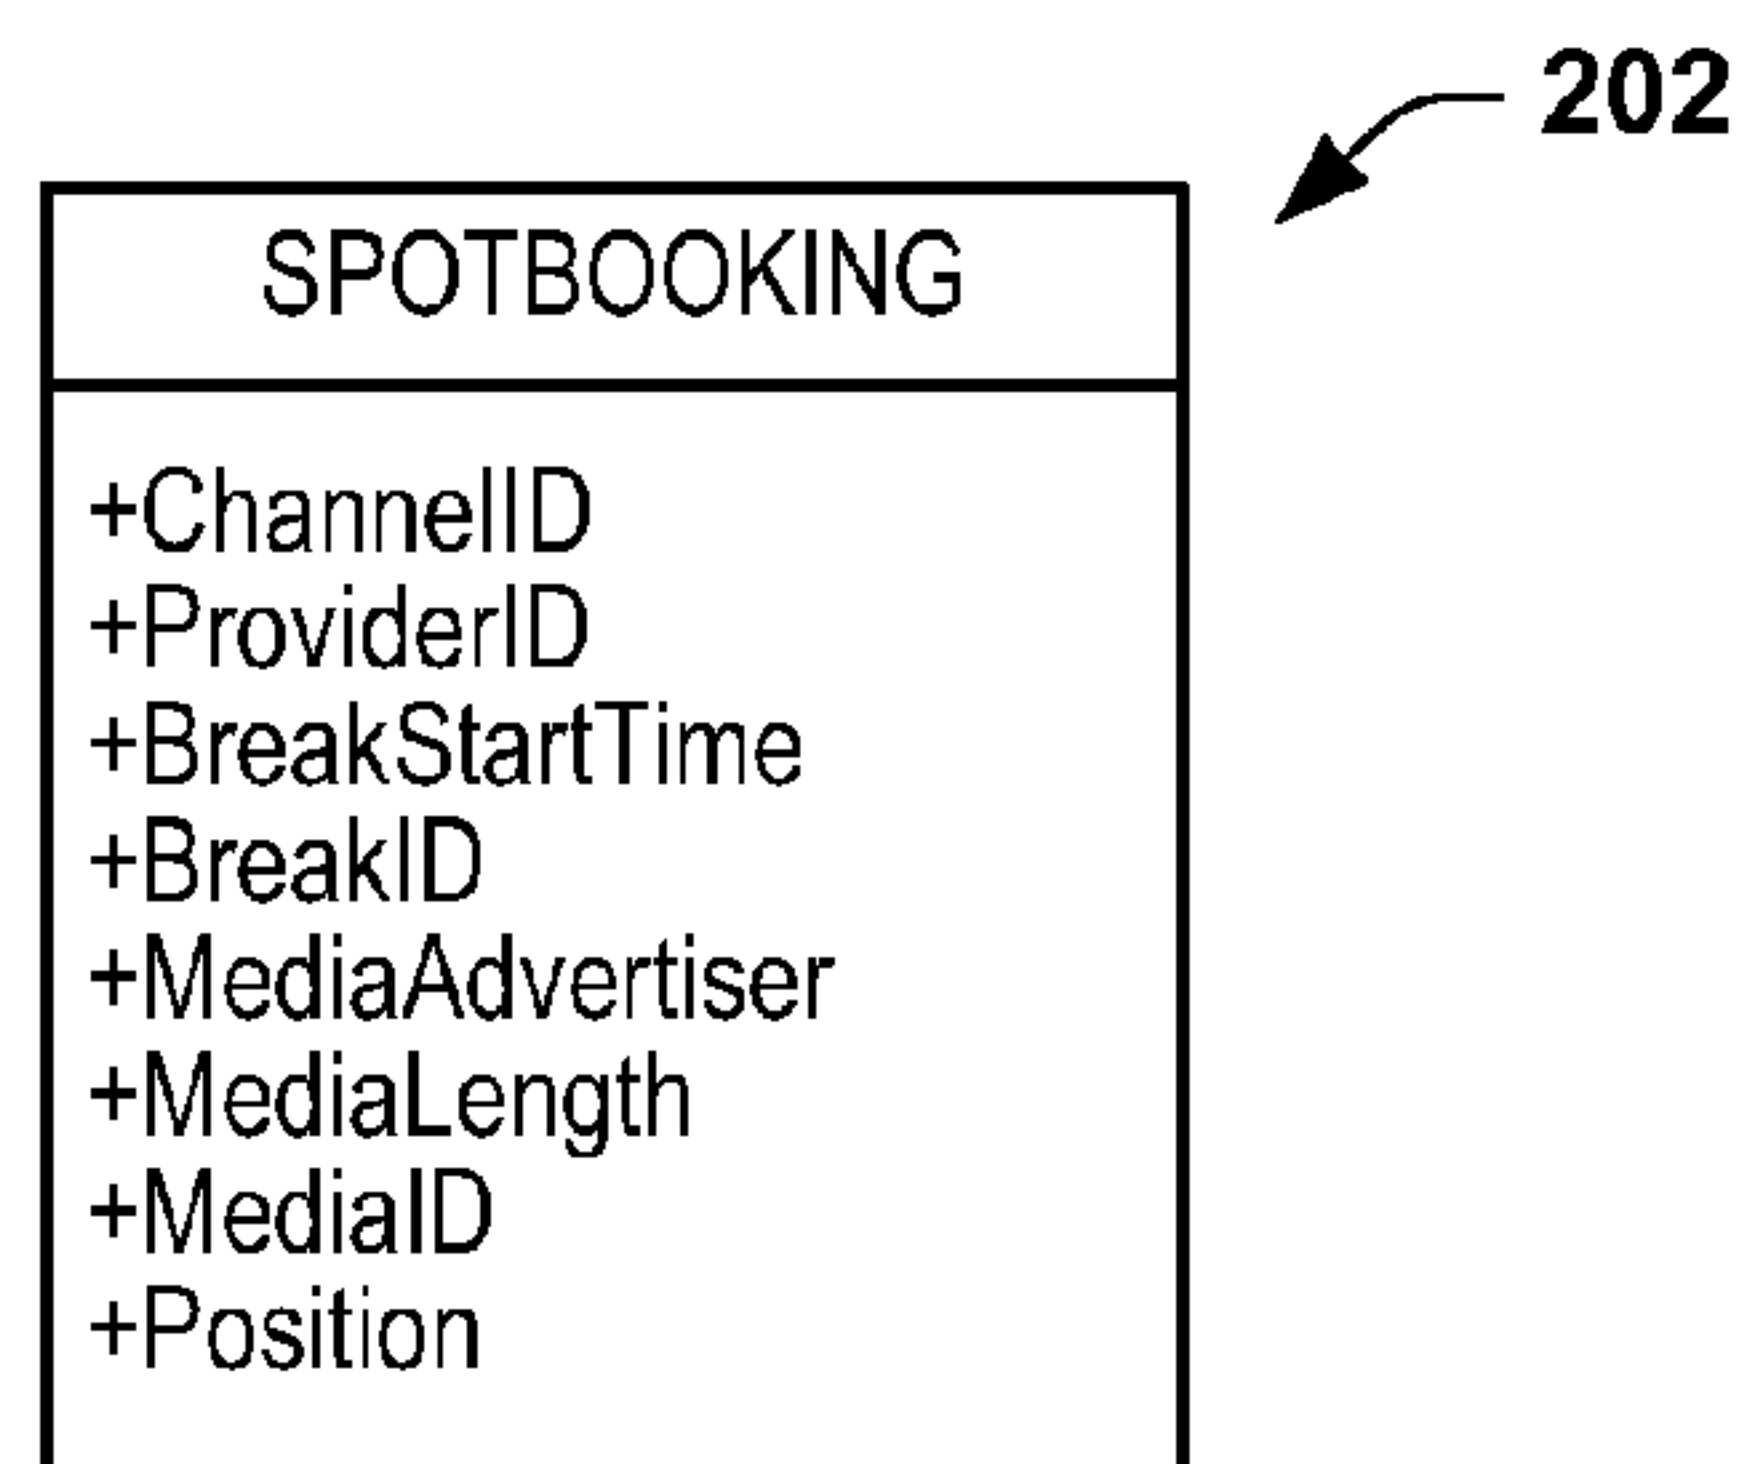 202
SPOTBOOKING
+ChannelID
+ProviderID
+BreakStartTime
+BreakID
+MediaAdvertiser
+MediaLength
+MediaID
+Position